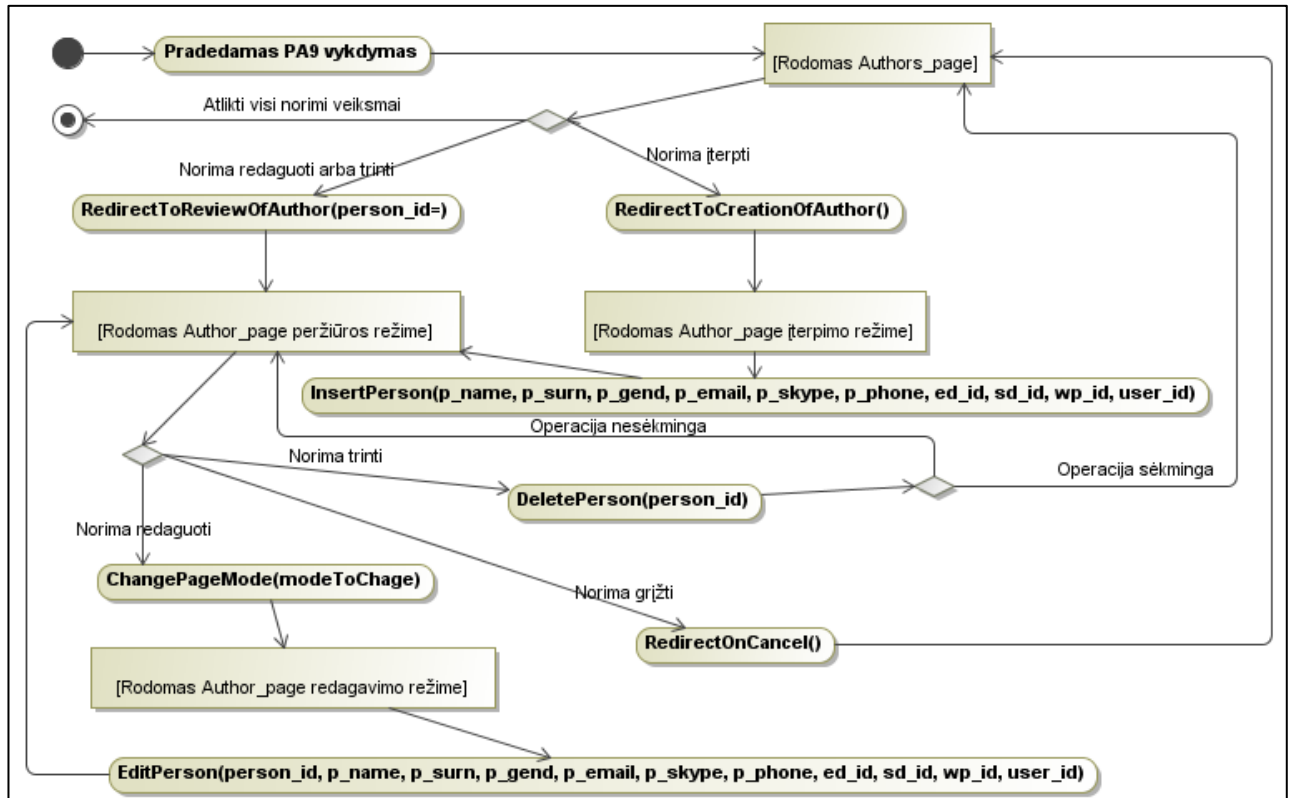 Pradedamas PA9 vykdymas
[Rodomas Authors_page]
Atlikti visi norimi veiksmai
Norima redaguoti arba trinti
Norima įterpti
RedirectToReviewOfAuthor(person_id=)
RedirectToCreationOfAuthor()
[Rodomas Author_page peržiūros režime]
[Rodomas Author_page įterpimo režime]
InsertPerson(p_name, p_surn, p_gend, p_email, p_skype, p_phone, ed_id, sd_id, wp_id, user_id)
Operacija nesėkminga
Norima trinti
Operacija sėkminga
DeletePerson(person_id)
Norima redaguoti
ChangePageMode(modeToChage)
Norima grįžti
RedirectOnCancel()
[Rodomas Author_page redagavimo režime]
EditPerson(person_id, p_name, p_surn, p_gend, p_email, p_skype, p_phone, ed_id, sd_id, wp_id, user_id)